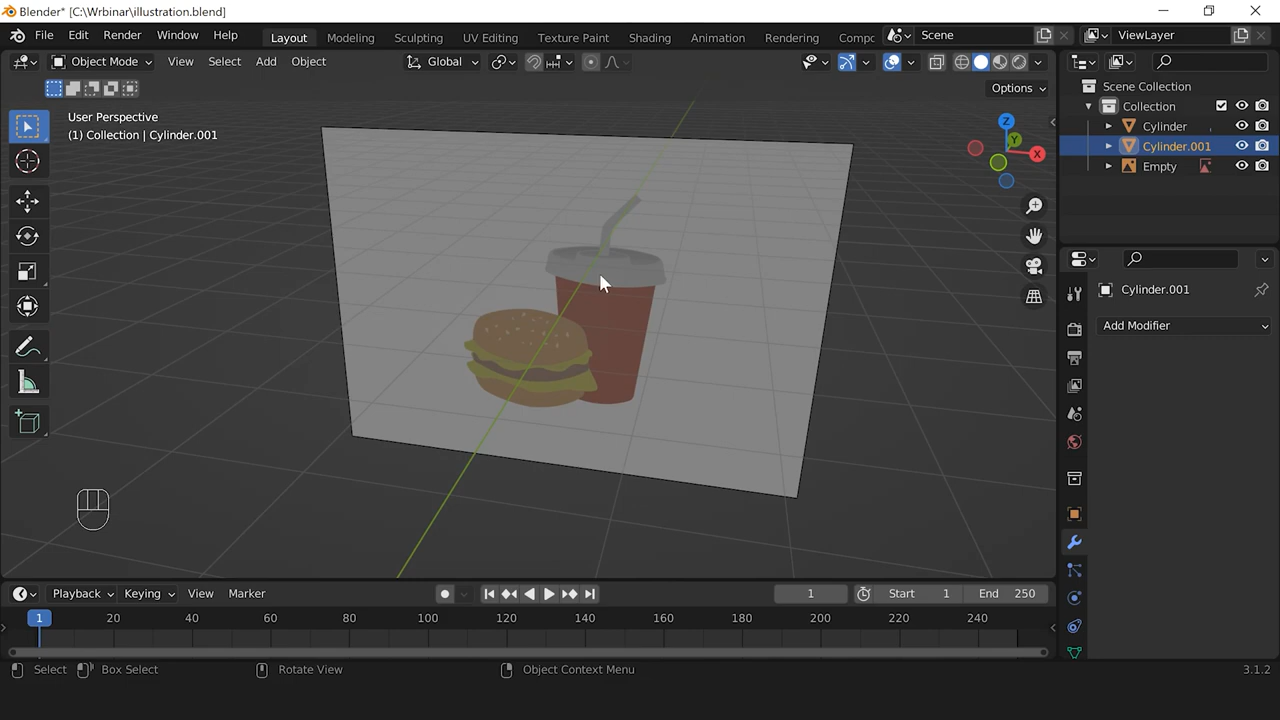 Blender* [C:\Wrbinar\illustration.blend]
File Edit Render Window Help Layout Modeling Sculpting UV Editing Texture Paint Shading Animation Rendering Compc Scene ViewLayer
Object Mode View Select Add Object Global
Options
User Perspective
(1) Collection | Cylinder.001
Z
Y
X
Scene Collection
Collection
Cylinder
Cylinder.001
Empty
Cylinder.001
Add Modifier
Playback Keying View Marker 1 Start 1 End 250
1 20 40 60 80 100 120 140 160 180 200 220 240
Select Box Select Rotate View Object Context Menu 3.1.2